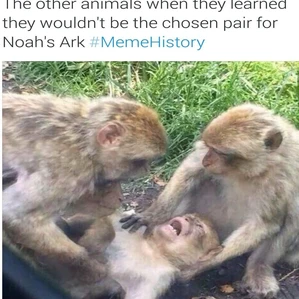 The other animals when they learned
they wouldn't be the chosen pair for
Noah's Ark #MemeHistory